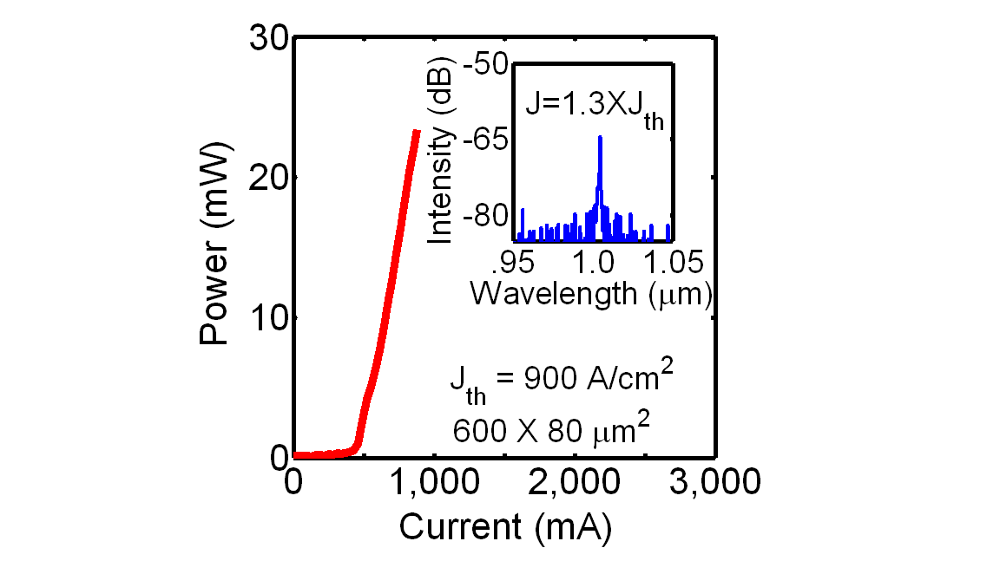 30
20
10
0
Power (mW)
0 1,000 2,000 3,000
Current (mA)
-50
-65
-80
Intensity (dB)
J=1.3XJth
.95 1.0 1.05
Wavelength (μm)
Jth = 900 A/cm2
600 X 80 μm2